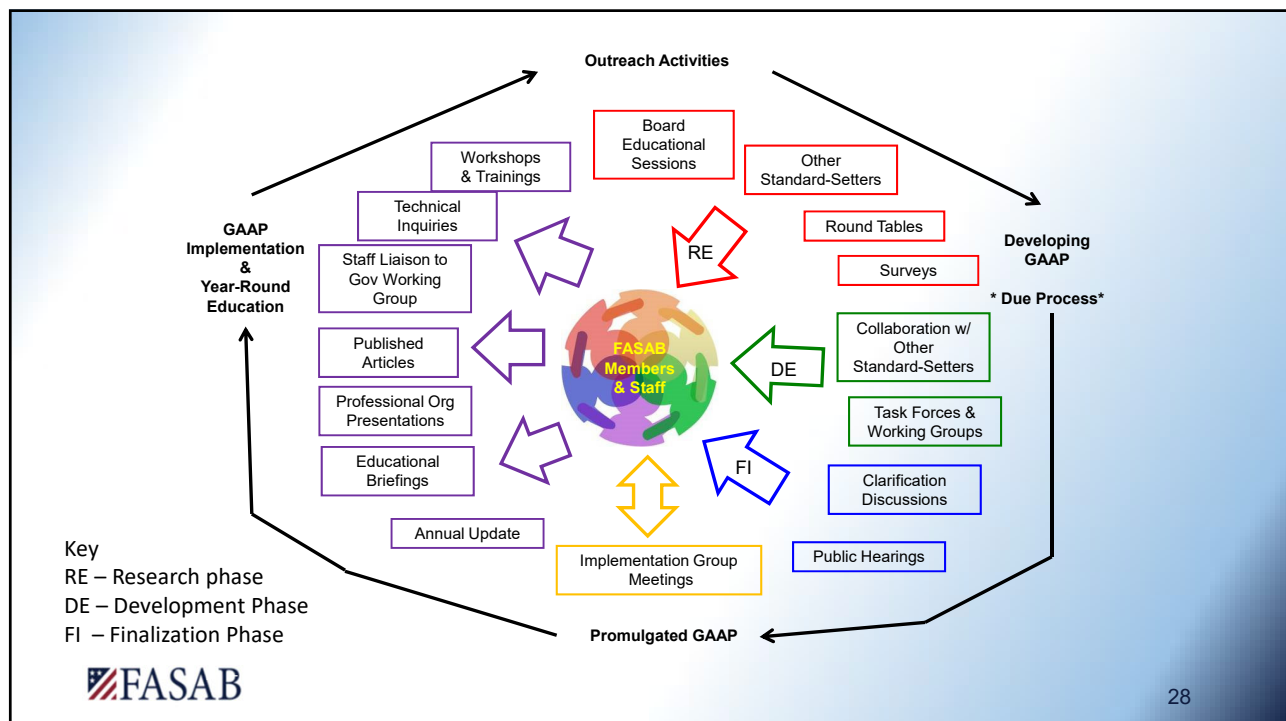 Outreach Activities
Board
Educational
Sessions
Other
Standard-Setters
Round Tables
Surveys
Developing
GAAP
* Due Process*
Collaboration w/
Other
Standard-Setters
Task Forces &
Working Groups
Clarification
Discussions
Public Hearings
Implementation Group
Meetings
Promulgated GAAP
Workshops
& Trainings
Technical
Inquiries
Staff Liaison to
Gov Working
Group
Published
Articles
Professional Org
Presentations
Educational
Briefings
Annual Update
GAAP
Implementation
&
Year-Round
Education
RE
DE
FI
FASAB
Members
& Staff
Key
RE – Research phase
DE – Development Phase
FI – Finalization Phase
FASAB
28